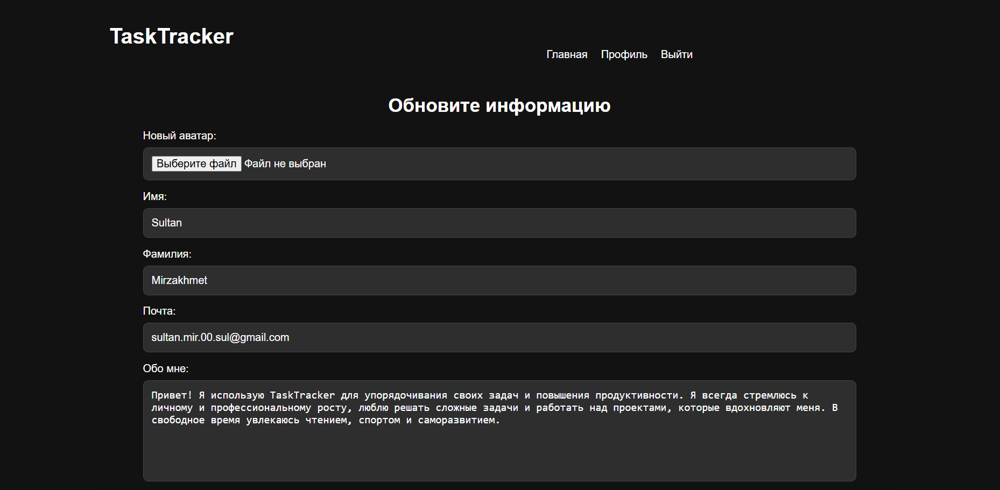 TaskTracker
Главная Профиль Выйти
Обновите информацию
Новый аватар:
Выберите файл Файл не выбран
Имя:
Sultan
Фамилия:
Mirzakhmet
Почта:
sultan.mir.00.sul@gmail.com
Обо мне:
Привет! Я использую TaskTracker для упорядочивания своих задач и повышения продуктивности. Я всегда стремлюсь к
личному и профессиональному росту, люблю решать сложные задачи и работать над проектами, которые вдохновляют меня. В
свободное время увлекаюсь чтением, спортом и саморазвитием.